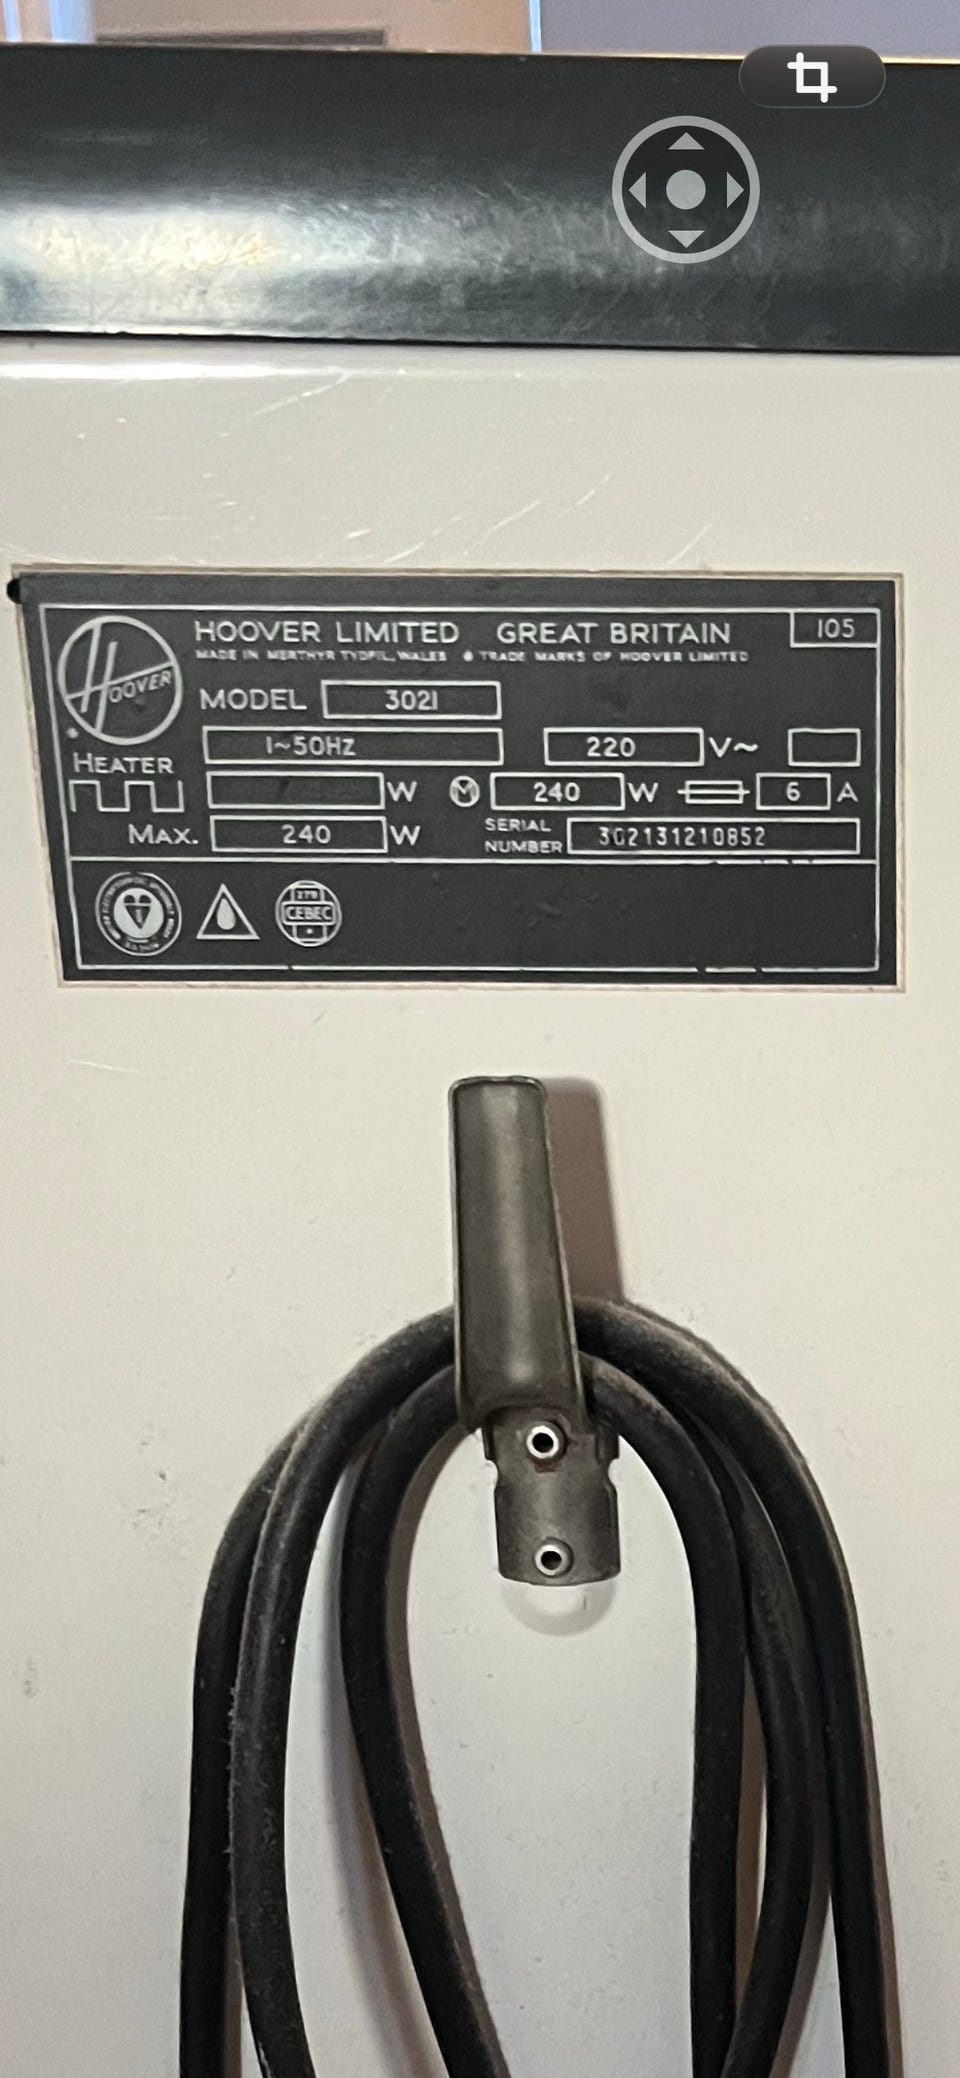 HOOVER LIMITED GREAT BRITAIN 105
MADE IN MERTHYR TYDFIL, WALES TRADE MARKS OF HOOVER LIMITED
HOOVER
MODEL 3021
1~50HZ 220 V~
HEATER
W M 240 W 6 A
MAX. 240 W SERIAL NUMBER 302131210852
CEBEC